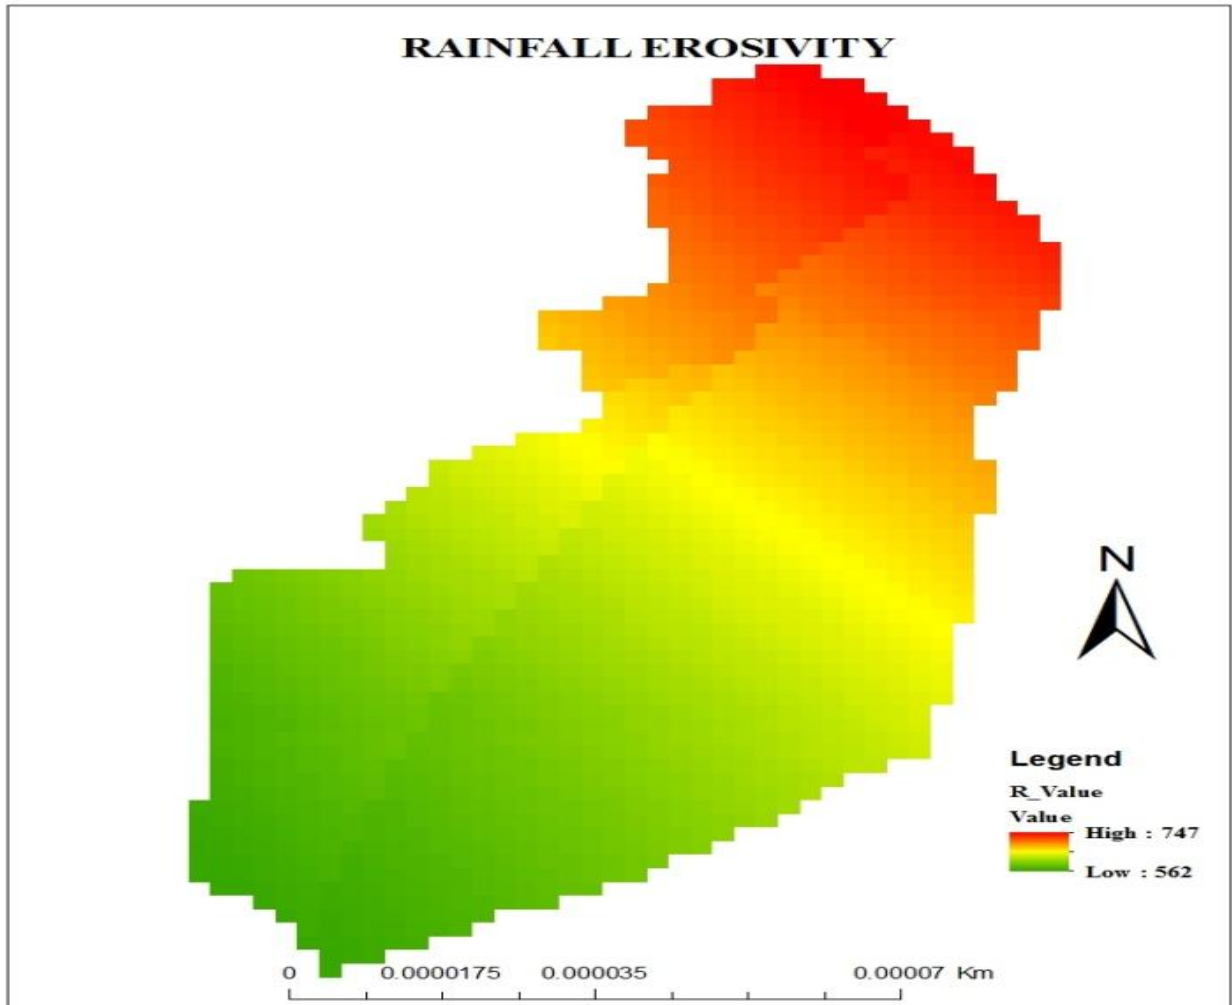 RAINFALL EROSIVITY
N
Legend
R_Value
Value
High : 747
Low : 562
0 0.0000175 0.000035 0.00007 Km